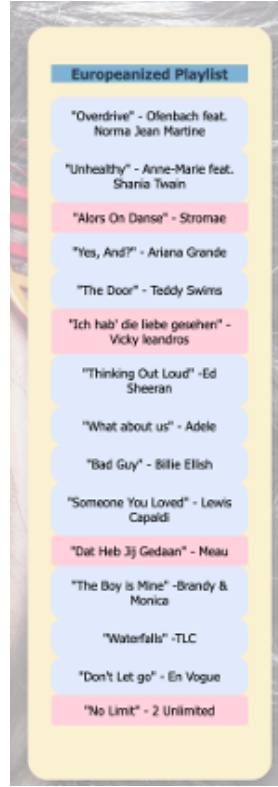 Europeanized Playlist
"Overdrive" - Ofenbach feat.
Norma Jean Martine
"Unhealthy" - Anne-Marie feat.
Shania Twain
"Alors On Danse" - Stromae
"Yes, And?" - Ariana Grande
"The Door" - Teddy Swims
"Ich hab' die liebe gesehen" -
Vicky leandros
"Thinking Out Loud" -Ed
Sheeran
"What about us" - Adele
"Bad Guy" - Billie Ellish
"Someone You Loved" - Lewis
Capaldi
"Dat Heb Jij Gedaan" - Meau
"The Boy is Mine" -Brandy &
Monica
"Waterfalls" -TLC
"Don't Let go" - En Vogue
"No Limit" - 2 Unlimited